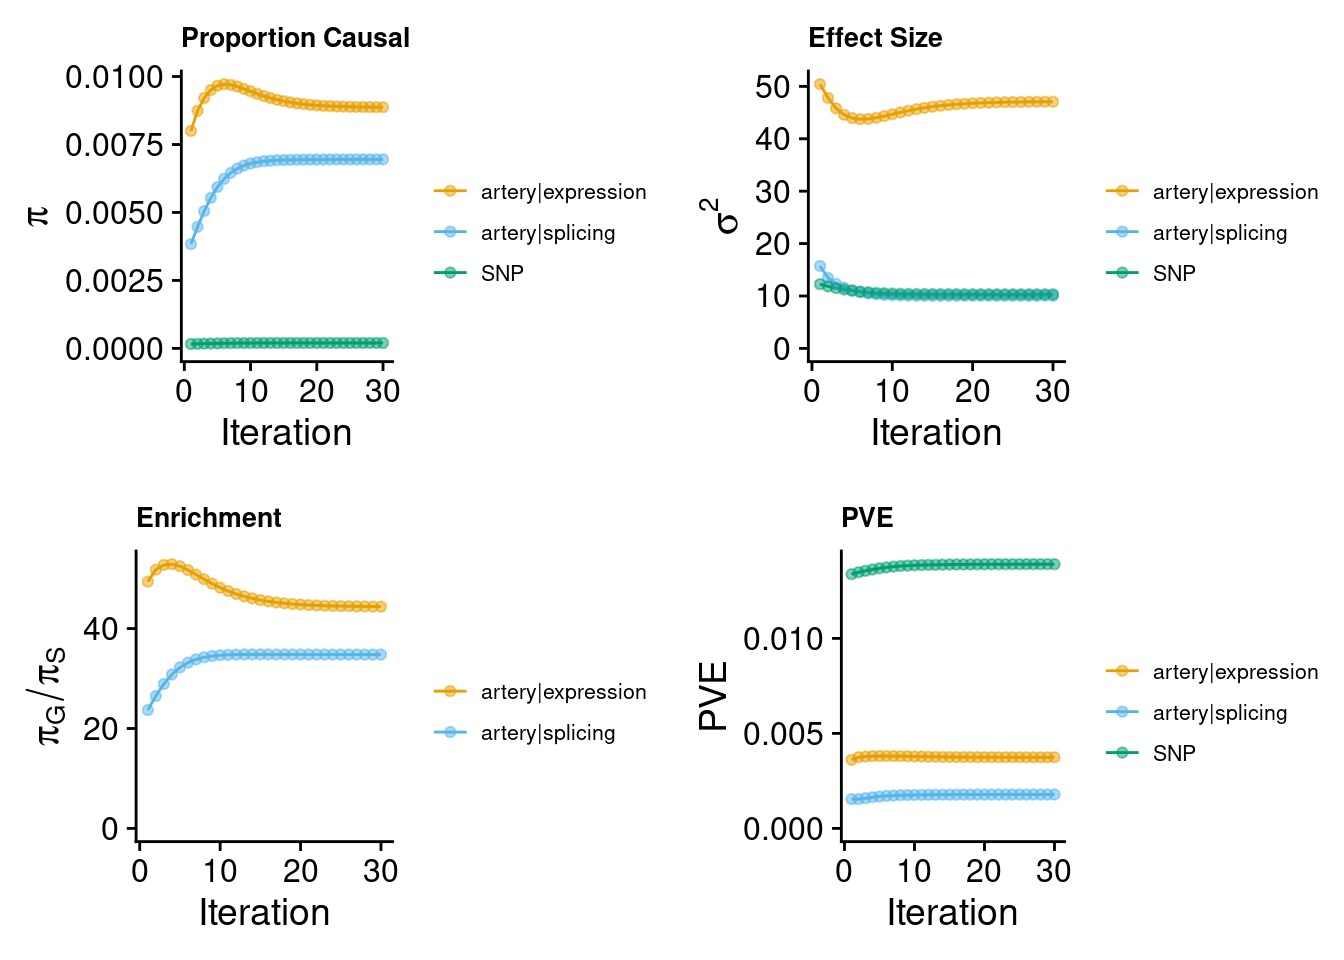 Proportion Causal
0.0100
0.0075
0.0050
0.0025
0.0000
π
0 10 20 30
Iteration
artery|expression
artery|splicing
SNP
Effect Size
50
40
30
20
10
0
σ²
0 10 20 30
Iteration
artery|expression
artery|splicing
SNP
Enrichment
40
20
0
π_G/π_S
0 10 20 30
Iteration
artery|expression
artery|splicing
PVE
0.010
0.005
0.000
PVE
0 10 20 30
Iteration
artery|expression
artery|splicing
SNP